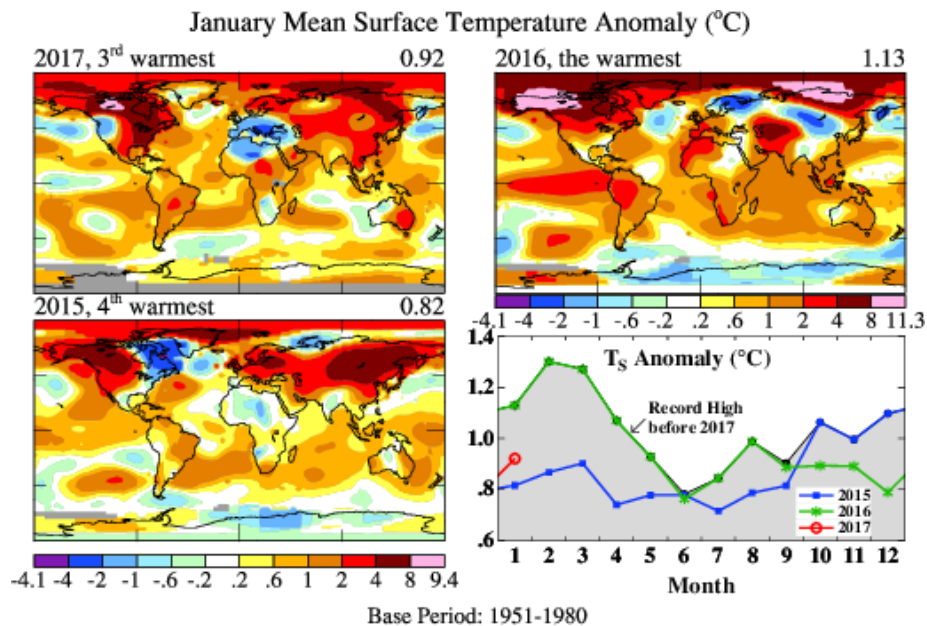 January Mean Surface Temperature Anomaly (°C)
2017, 3rd warmest 0.92
2016, the warmest 1.13
2015, 4th warmest 0.82
-4.1 -4 -2 -1 -.6 -.2 .2 .6 1 2 4 8 11.3
1.4
1.2
1.0
.8
.6
TS Anomaly (°C)
Record High
before 2017
2015
2016
2017
1 2 3 4 5 6 7 8 9 10 11 12
Month
-4.1 -4 -2 -1 -.6 -.2 .2 .6 1 2 4 8 9.4
Base Period: 1951-1980